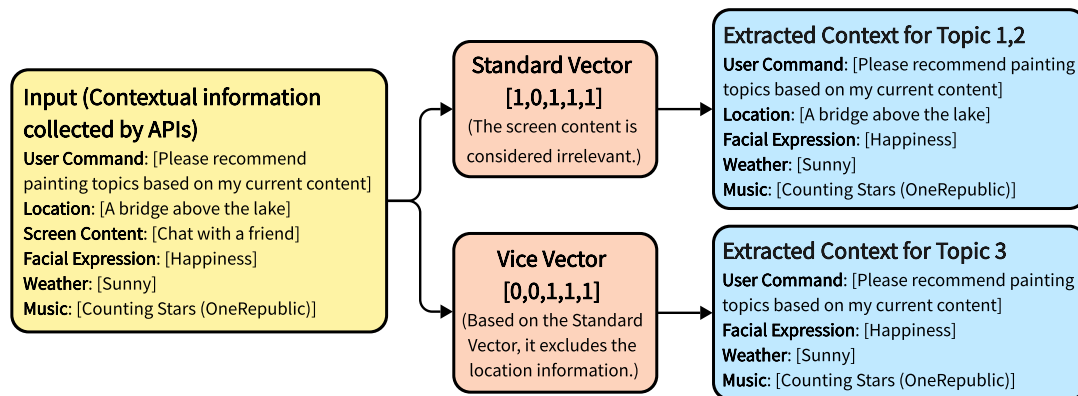 Input (Contextual information
collected by APIs)
User Command: [Please recommend
painting topics based on my current content]
Location: [A bridge above the lake]
Screen Content: [Chat with a friend]
Facial Expression: [Happiness]
Weather: [Sunny]
Music: [Counting Stars (OneRepublic)]
Standard Vector
[1,0,1,1,1]
(The screen content is
considered irrelevant.)
Vice Vector
[0,0,1,1,1]
(Based on the Standard
Vector, it excludes the
location information.)
Extracted Context for Topic 1,2
User Command: [Please recommend painting
topics based on my current content]
Location: [A bridge above the lake]
Facial Expression: [Happiness]
Weather: [Sunny]
Music: [Counting Stars (OneRepublic)]
Extracted Context for Topic 3
User Command: [Please recommend painting
topics based on my current content]
Facial Expression: [Happiness]
Weather: [Sunny]
Music: [Counting Stars (OneRepublic)]